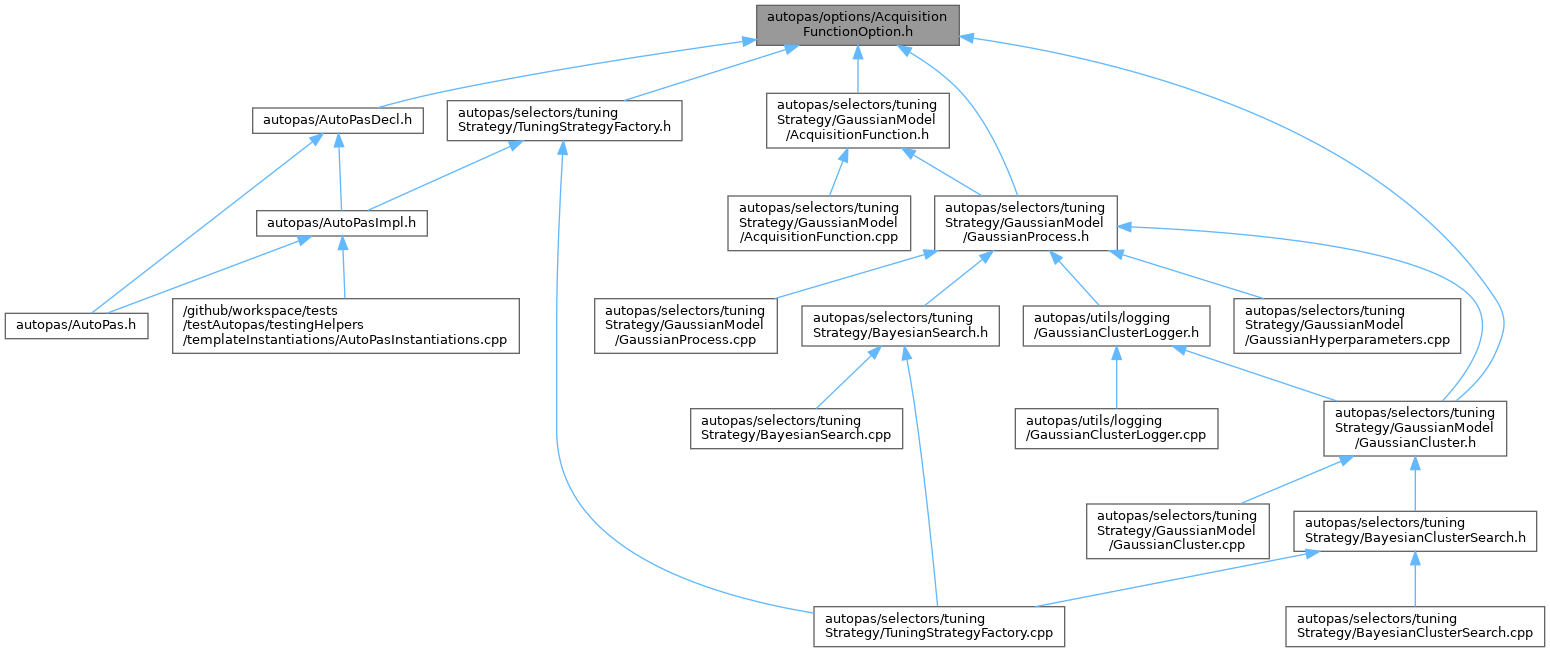 autopas/options/Acquisition
FunctionOption.h
autopas/AutoPasDecl.h
autopas/selectors/tuning
Strategy/TuningStrategyFactory.h
autopas/selectors/tuning
Strategy/GaussianModel
/AcquisitionFunction.h
autopas/AutoPasImpl.h
autopas/selectors/tuning
Strategy/GaussianModel
/AcquisitionFunction.cpp
autopas/selectors/tuning
Strategy/GaussianModel
/GaussianProcess.h
autopas/AutoPas.h
/github/workspace/tests
/testAutopas/testingHelpers
/templateInstantiations/AutoPasInstantiations.cpp
autopas/selectors/tuning
Strategy/GaussianModel
/GaussianProcess.cpp
autopas/selectors/tuning
Strategy/BayesianSearch.h
autopas/utils/logging
/GaussianClusterLogger.h
autopas/selectors/tuning
Strategy/GaussianModel
/GaussianHyperparameters.cpp
autopas/selectors/tuning
Strategy/BayesianSearch.cpp
autopas/utils/logging
/GaussianClusterLogger.cpp
autopas/selectors/tuning
Strategy/GaussianModel
/GaussianCluster.h
autopas/selectors/tuning
Strategy/GaussianModel
/GaussianCluster.cpp
autopas/selectors/tuning
Strategy/BayesianClusterSearch.h
autopas/selectors/tuning
Strategy/TuningStrategyFactory.cpp
autopas/selectors/tuning
Strategy/BayesianClusterSearch.cpp